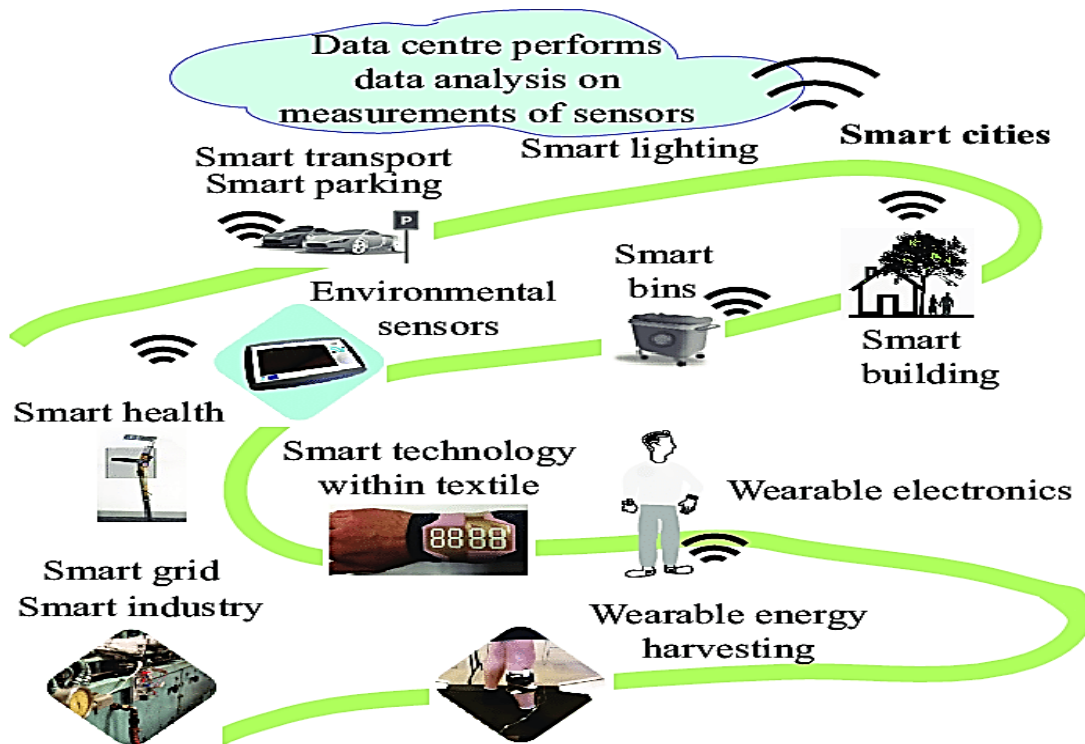 Data centre performs
data analysis on
measurements of sensors
Smart cities
Smart lighting
Smart transport
Smart parking
P
Smart
bins
Environmental
sensors
Smart
building
Smart health
Smart technology
within textile
88:88
Wearable electronics
Smart grid
Smart industry
Wearable energy
harvesting